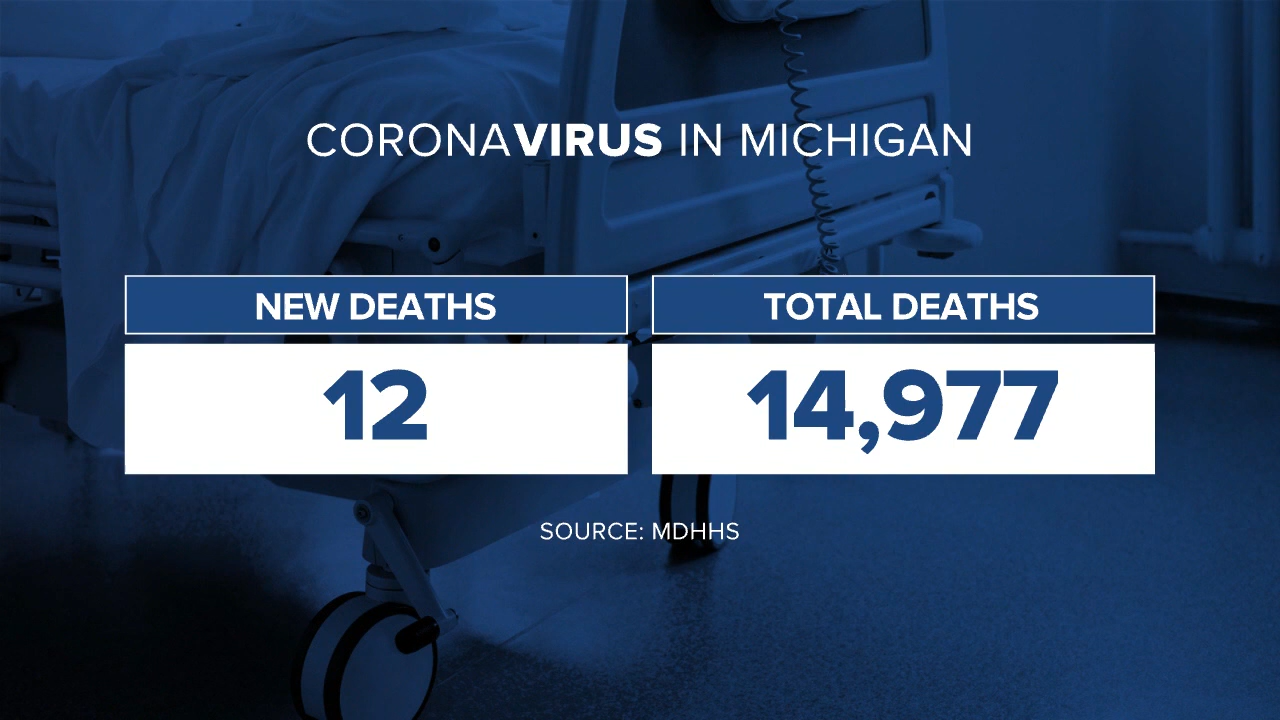 CORONAVIRUS IN MICHIGAN
NEW DEATHS
TOTAL DEATHS
12
14,977
SOURCE: MDHHS